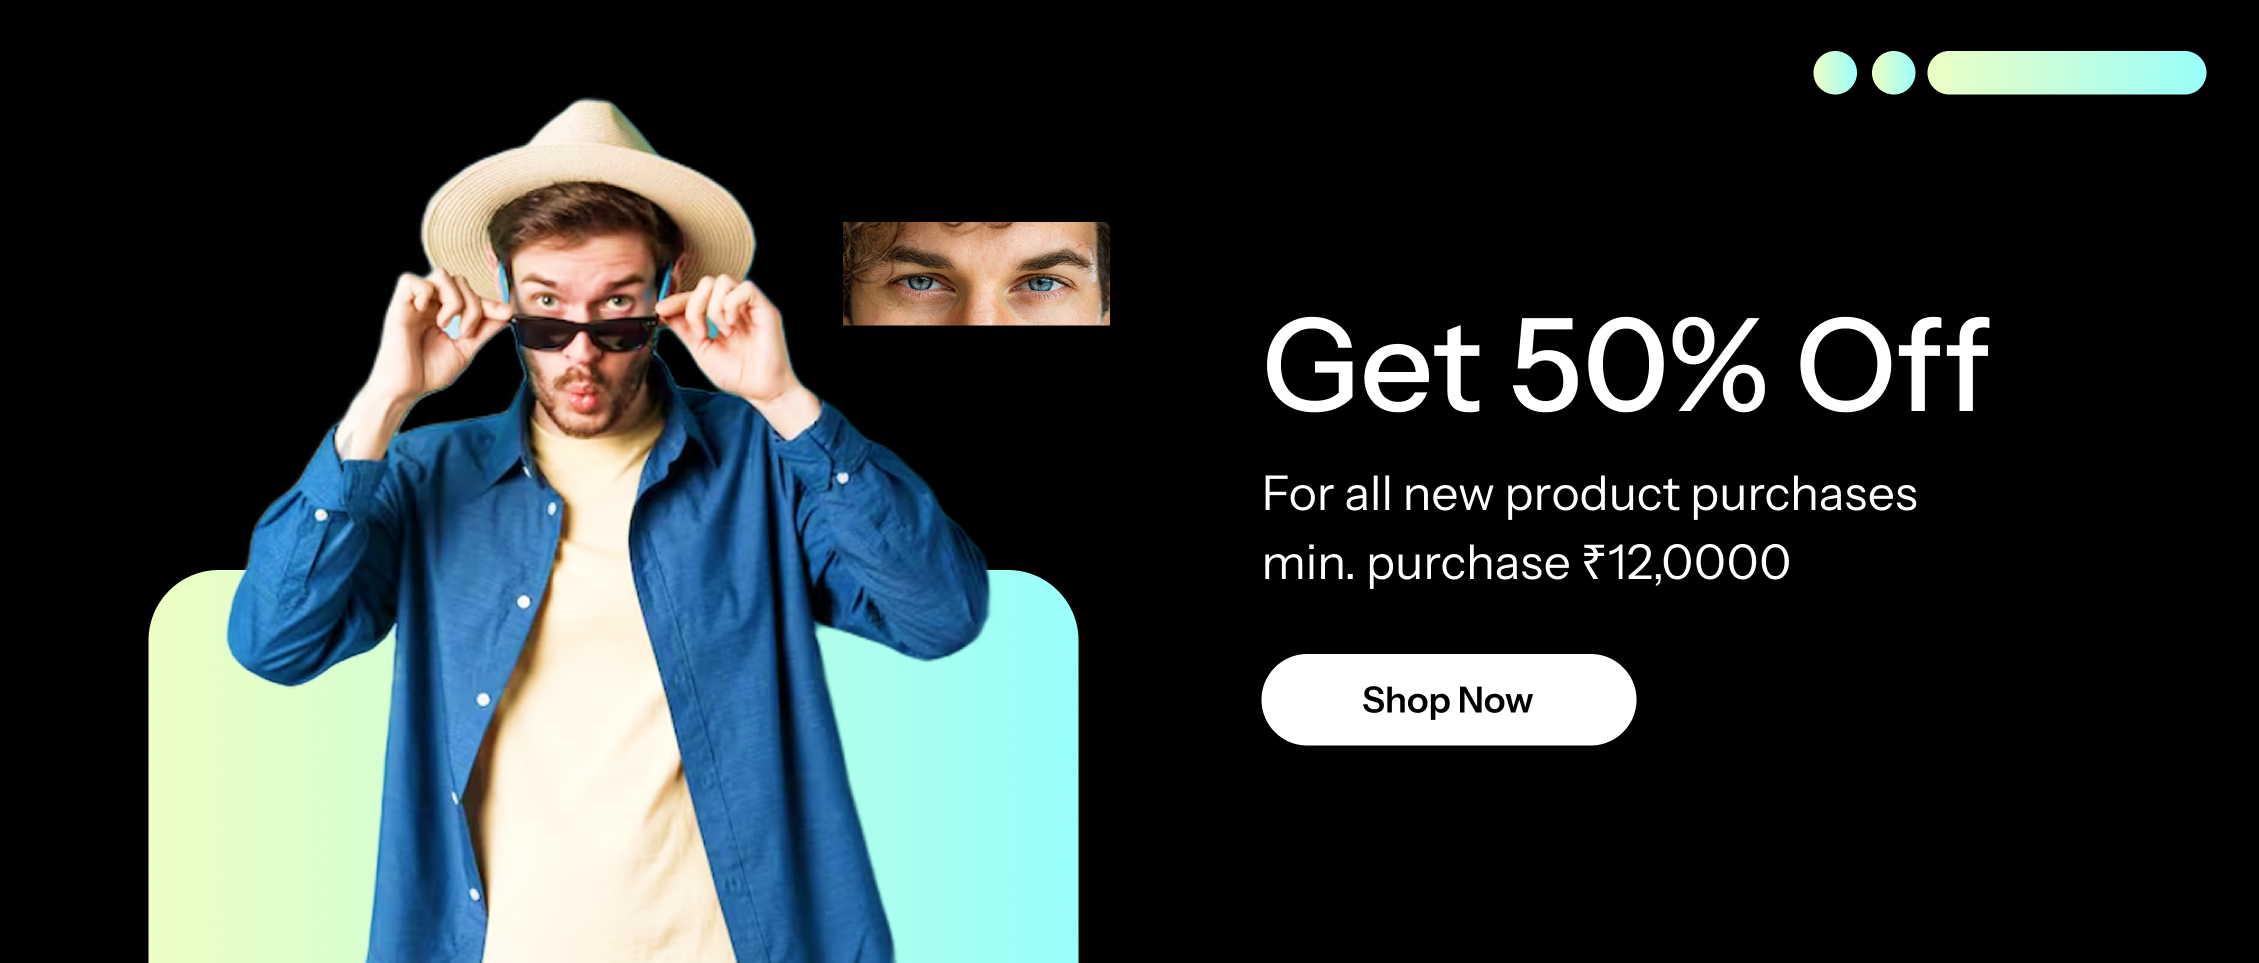 Get 50% Off
For all new product purchases
min. purchase ₹12,0000
Shop Now